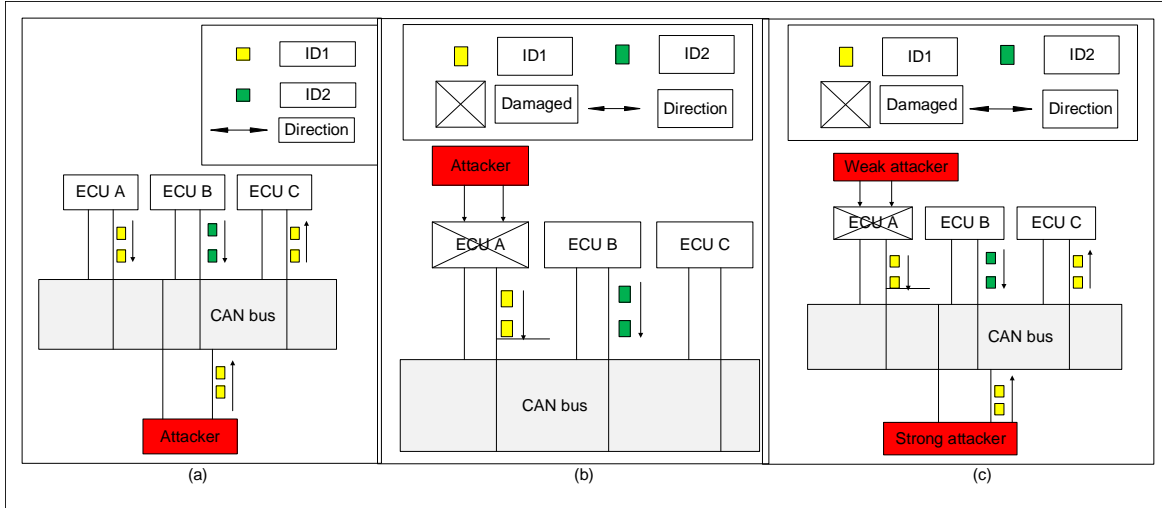 ID1
ID2
Direction
ECU A
ECU B
ECU C
CAN bus
Attacker
(a)
ID1
ID2
Damaged
Direction
Attacker
ECU A
ECU B
ECU C
CAN bus
(b)
ID1
ID2
Damaged
Direction
Weak attacker
ECU A
ECU B
ECU C
CAN bus
Strong attacker
(c)